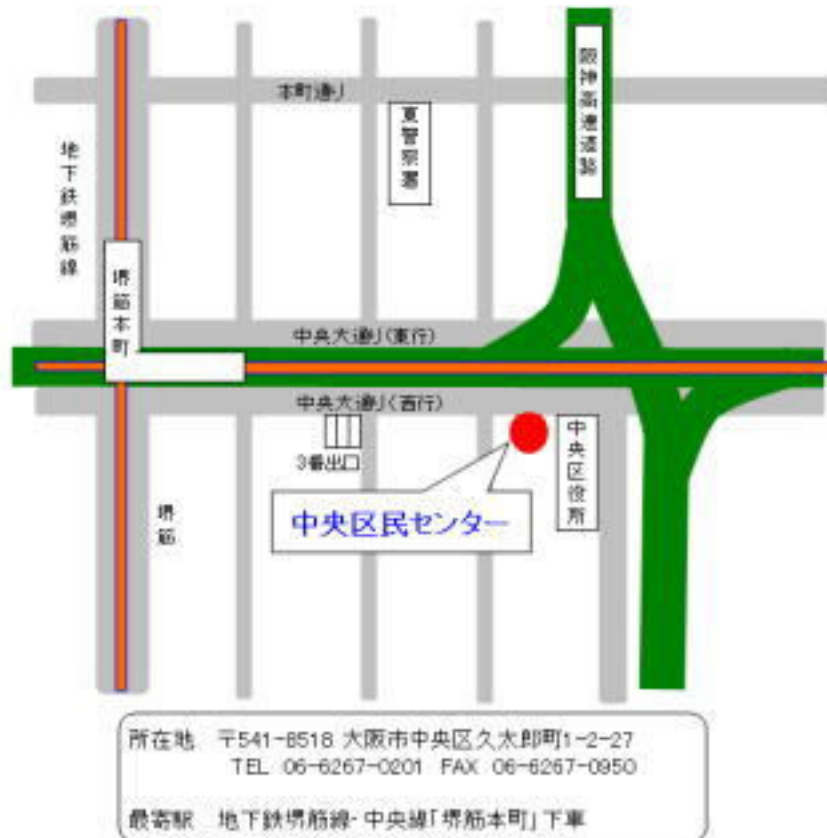 本町通り
阪神高速道路
東警察署
地下鉄堺筋線
堺筋本町
中央大通り(東行)
中央大通り(西行)
3番出口
中央区役所
中央区民センター
堺筋
所在地 〒541-8518 大阪市中央区久太郎町1-2-27
TEL 06-6267-0201 FAX 06-6267-0950
最寄駅 地下鉄堺筋線・中央線「堺筋本町」下車